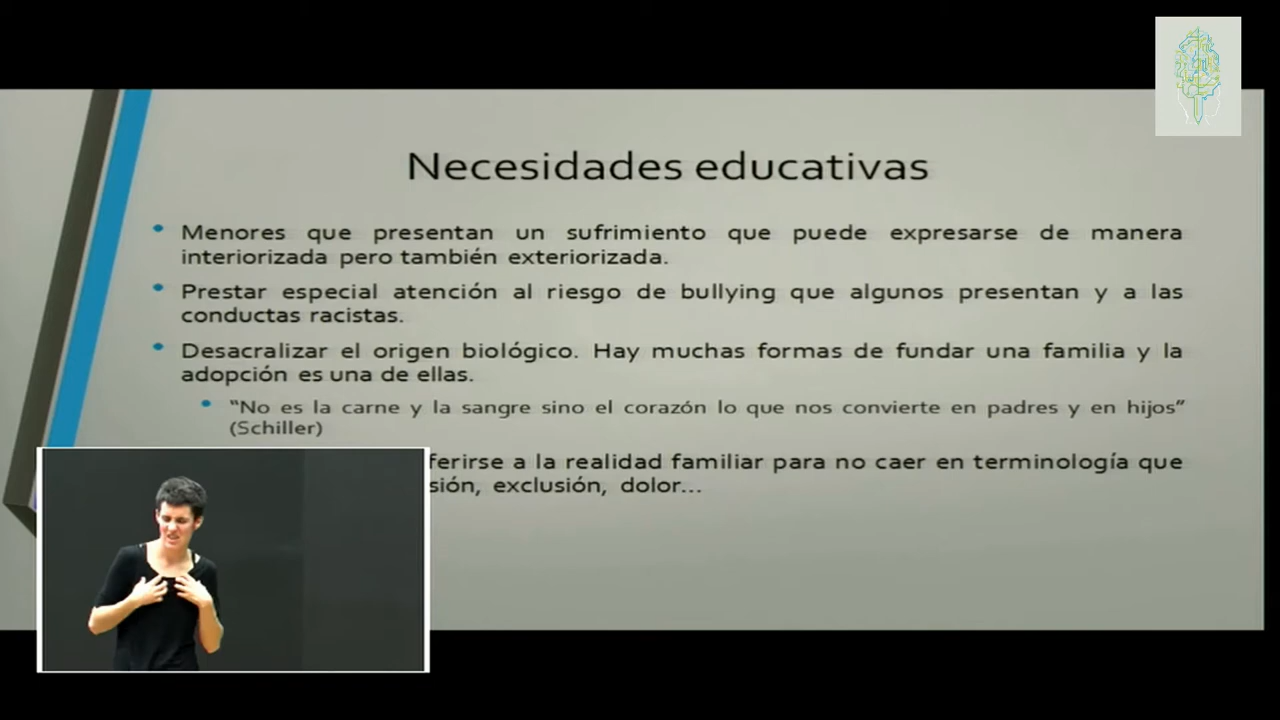 Necesidades educativas
Menores que presentan un sufrimiento que puede expresarse de manera
interiorizada pero también exteriorizada.
Prestar especial atención al riesgo de bullying que algunos presentan y a las
conductas racistas.
Desacralizar el origen biológico. Hay muchas formas de fundar una familia y la
adopción es una de ellas.
“No es la carne y la sangre sino el corazón lo que nos convierte en padres y en hijos”
(Schiller)
ferirse a la realidad familiar para no caer en terminología que
sión, exclusión, dolor...